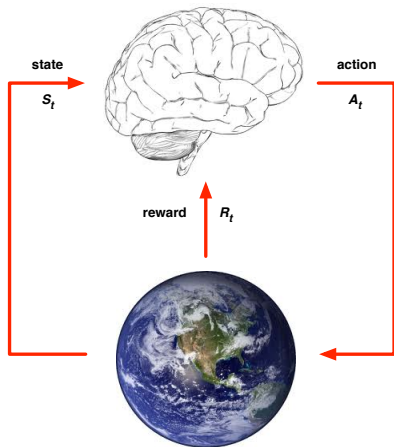 state
S_t
action
A_t
reward
R_t